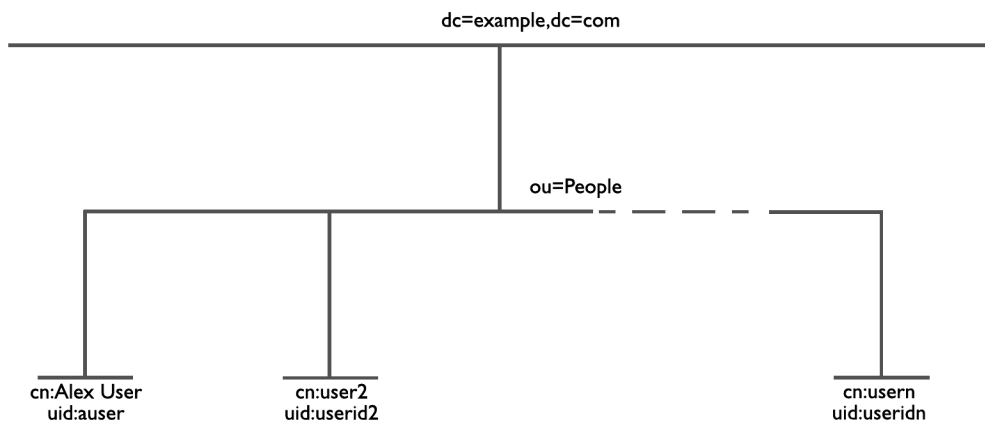 dc=example,dc=com
ou=People
cn:Alex User
uid:auser
cn:user2
uid:userid2
cn:usern
uid:useridn